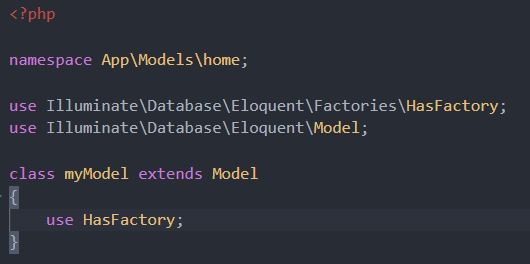 <?php
namespace App\Models\home;
use Illuminate\Database\Eloquent\Factories\HasFactory;
use Illuminate\Database\Eloquent\Model;
class myModel extends Model
{
    use HasFactory;
}